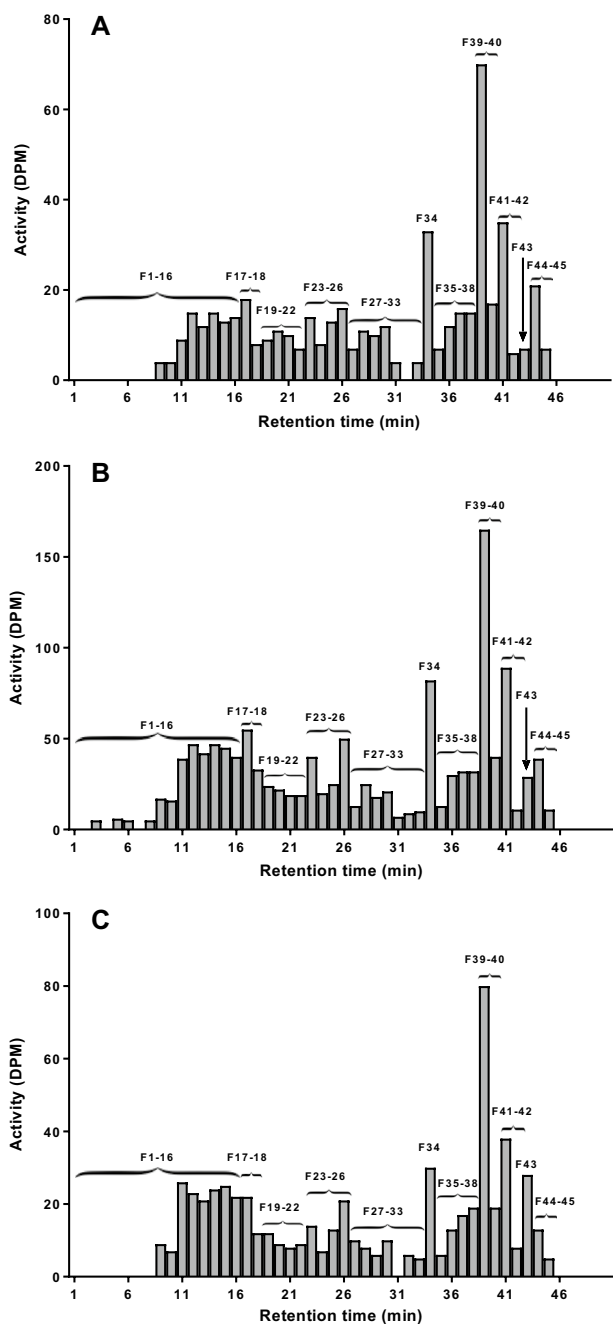 A
80
60
40
20
0
Activity (DPM)
F1-16
F17-18
F19-22
F23-26
F27-33
F34
F35-38
F39-40
F41-42
F43
F44-45
1 6 11 16 21 26 31 36 41 46
Retention time (min)
B
200
150
100
50
0
Activity (DPM)
F1-16
F17-18
F19-22
F23-26
F27-33
F34
F35-38
F39-40
F41-42
F43
F44-45
1 6 11 16 21 26 31 36 41 46
Retention time (min)
C
100
80
60
40
20
0
Activity (DPM)
F1-16
F17-18
F19-22
F23-26
F27-33
F34
F35-38
F39-40
F41-42
F43
F44-45
1 6 11 16 21 26 31 36 41 46
Retention time (min)